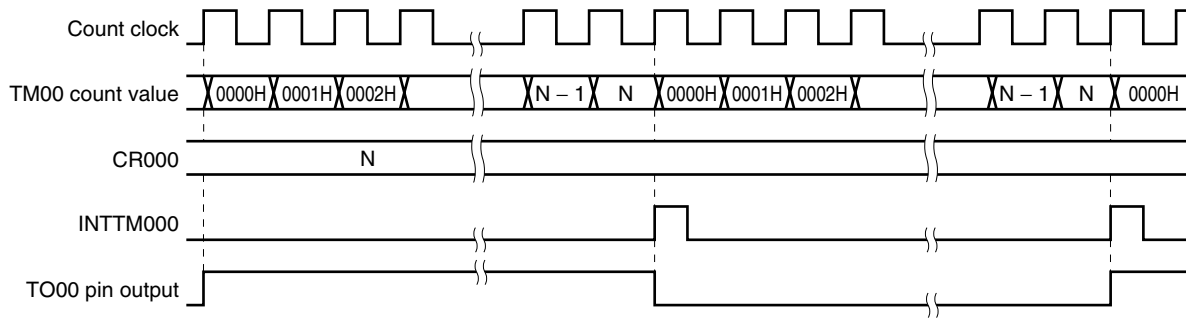 Count clock
TM00 count value 0000H 0001H 0002H N – 1 N 0000H 0001H 0002H N – 1 N 0000H
CR000 N
INTTM000
TO00 pin output